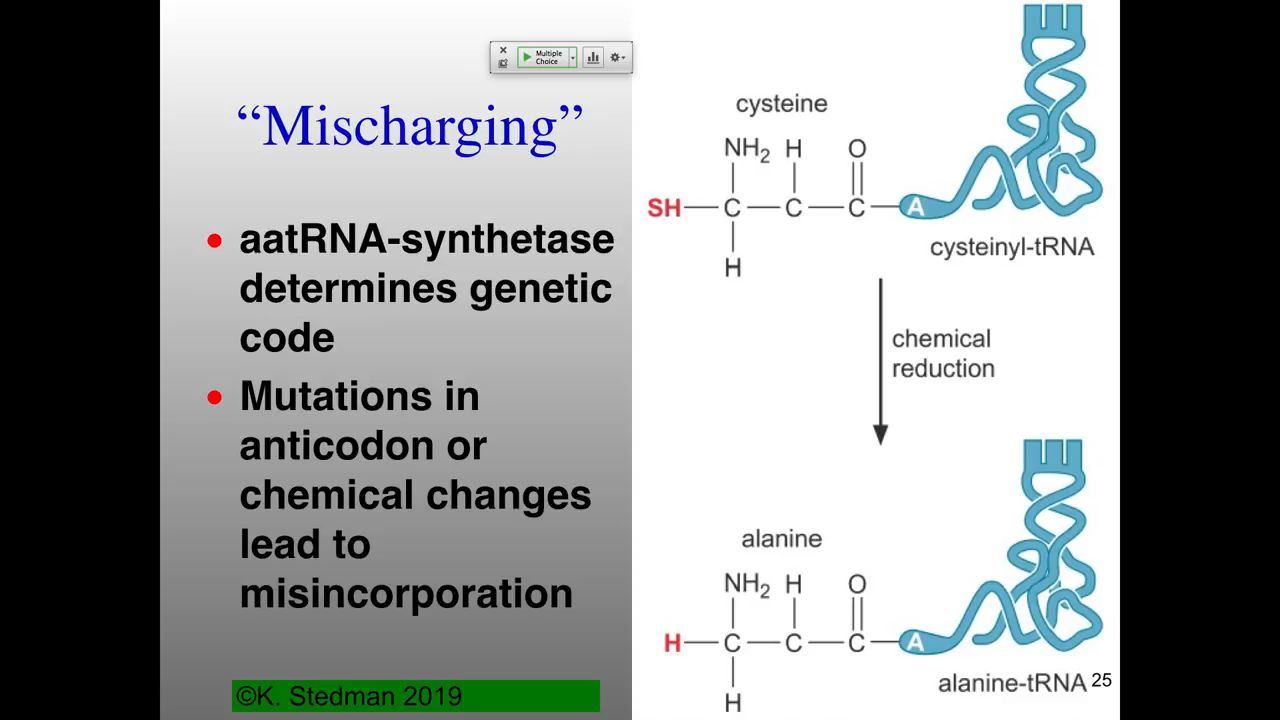 Multiple
Choice
“Mischarging”
• aatRNA-synthetase
determines genetic
code
• Mutations in
anticodon or
chemical changes
lead to
misincorporation
©K. Stedman 2019
cysteine
NH2 H O
SH C C C A
H
cysteinyl-tRNA
chemical
reduction
alanine
NH2 H O
H C C C A
H
alanine-tRNA 25